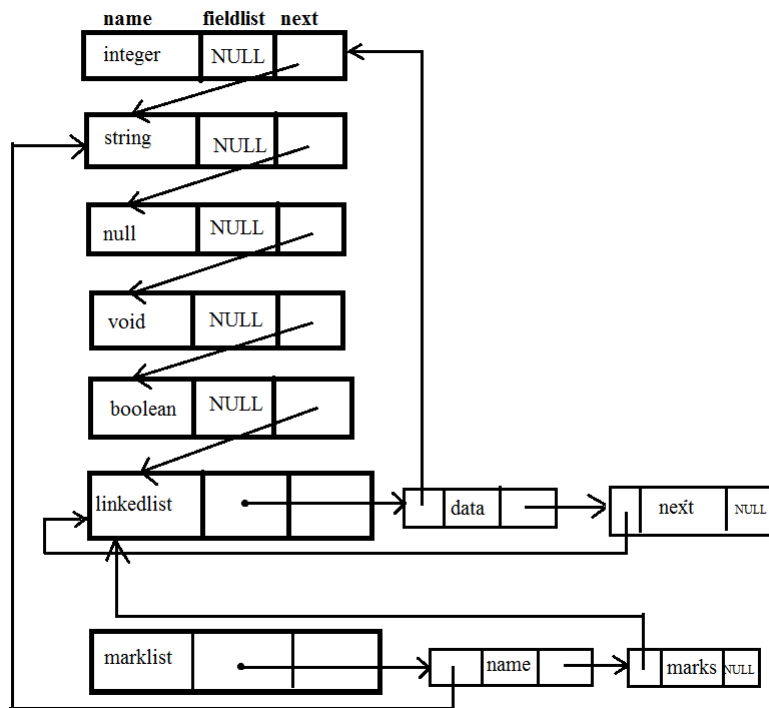 name fieldlist next
integer NULL
string NULL
null NULL
void NULL
boolean NULL
linkedlist data next NULL
marklist name marks NULL